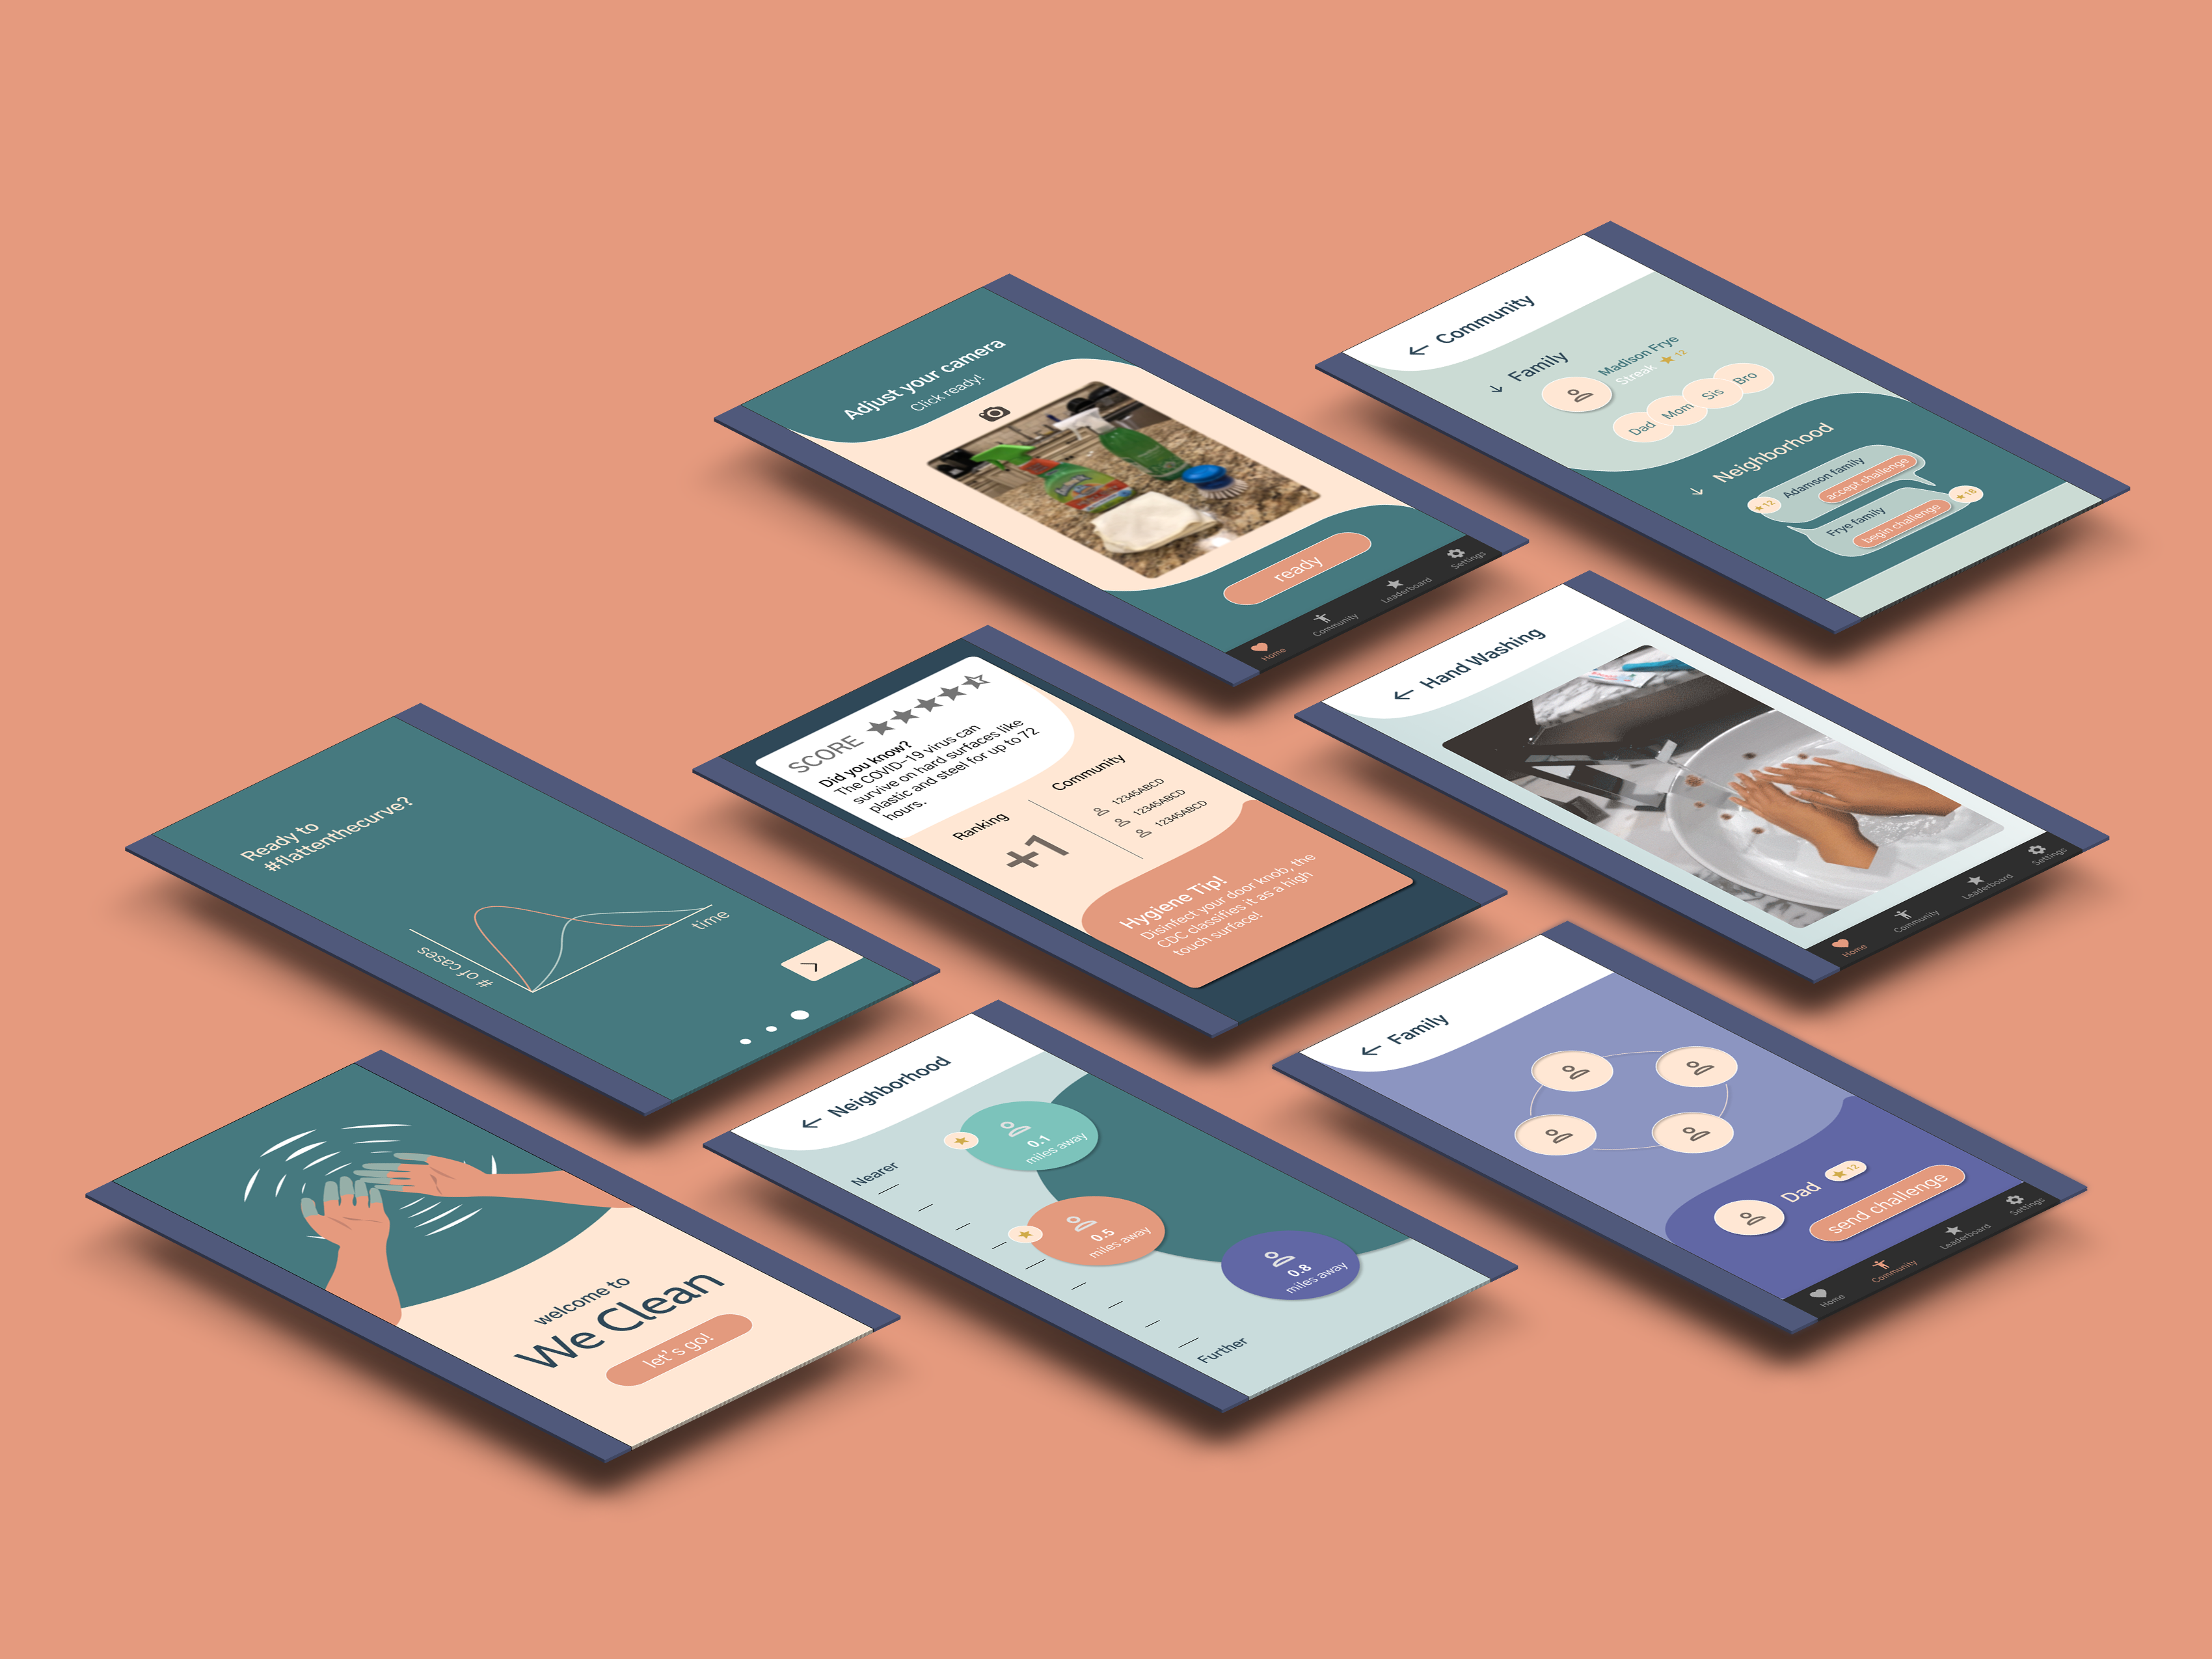 Adjust your camera
Click ready!
ready
Home
Community
Leaderboard
Settings
Community
Family
Madison Frye
Streak 12
Dad
Mom
Sis
Bro
Neighborhood
12
Adamson family
accept challenge
Frye family
18
begin challenge
Ready to
#flattenthecurve?
# of cases
time
SCORE
Did you know?
The COVID-19 virus can
survive on hard surfaces like
plastic and steel for up to 72
hours.
Ranking
+1
Community
12345ABCD
12345ABCD
12345ABCD
Hygiene Tip!
Disinfect your door knob, the
CDC classifies it as a high
touch surface!
Hand Washing
Home
Community
Leaderboard
Settings
welcome to
We Clean
let's go!
Neighborhood
Nearer
0.1
miles away
0.5
miles away
0.8
miles away
Further
Family
Dad
12
send challenge
Home
Community
Leaderboard
Settings